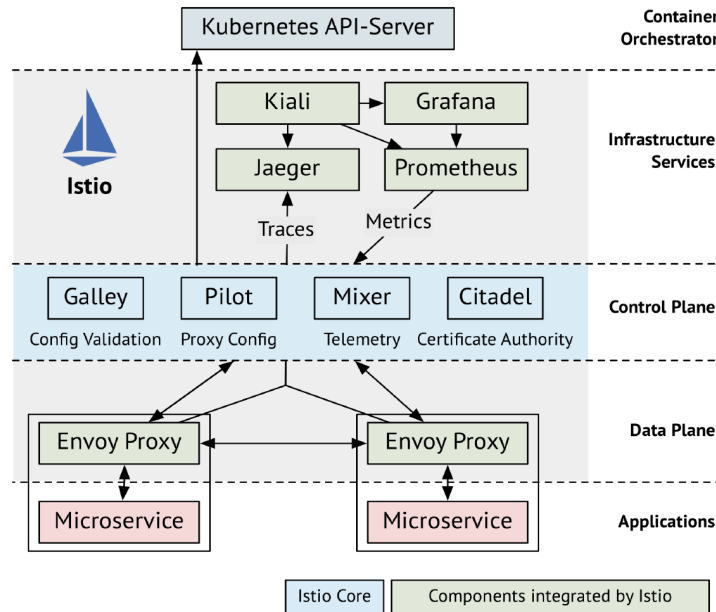 Kubernetes API-Server
Container
Orchestrator
Kiali
Grafana
Jaeger
Prometheus
Infrastructure
Services
Istio
Traces
Metrics
Galley
Pilot
Mixer
Citadel
Config Validation
Proxy Config
Telemetry
Certificate Authority
Control Plane
Envoy Proxy
Envoy Proxy
Data Plane
Microservice
Microservice
Applications
Istio Core
Components integrated by Istio